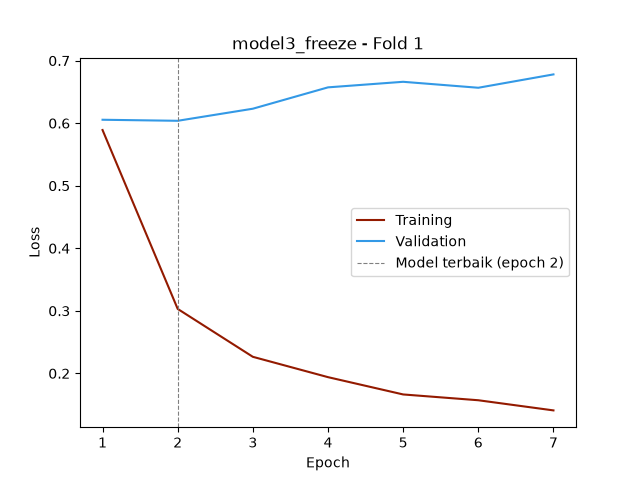 model3_freeze - Fold 1
0.7
0.6
0.5
0.4
0.3
0.2
Loss
Training
Validation
Model terbaik (epoch 2)
1 2 3 4 5 6 7
Epoch